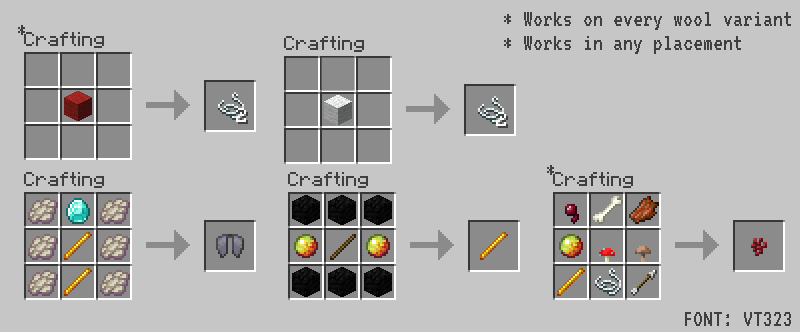 * Works on every wool variant
* Works in any placement
*Crafting
Crafting
Crafting
Crafting
*Crafting
FONT: VT323